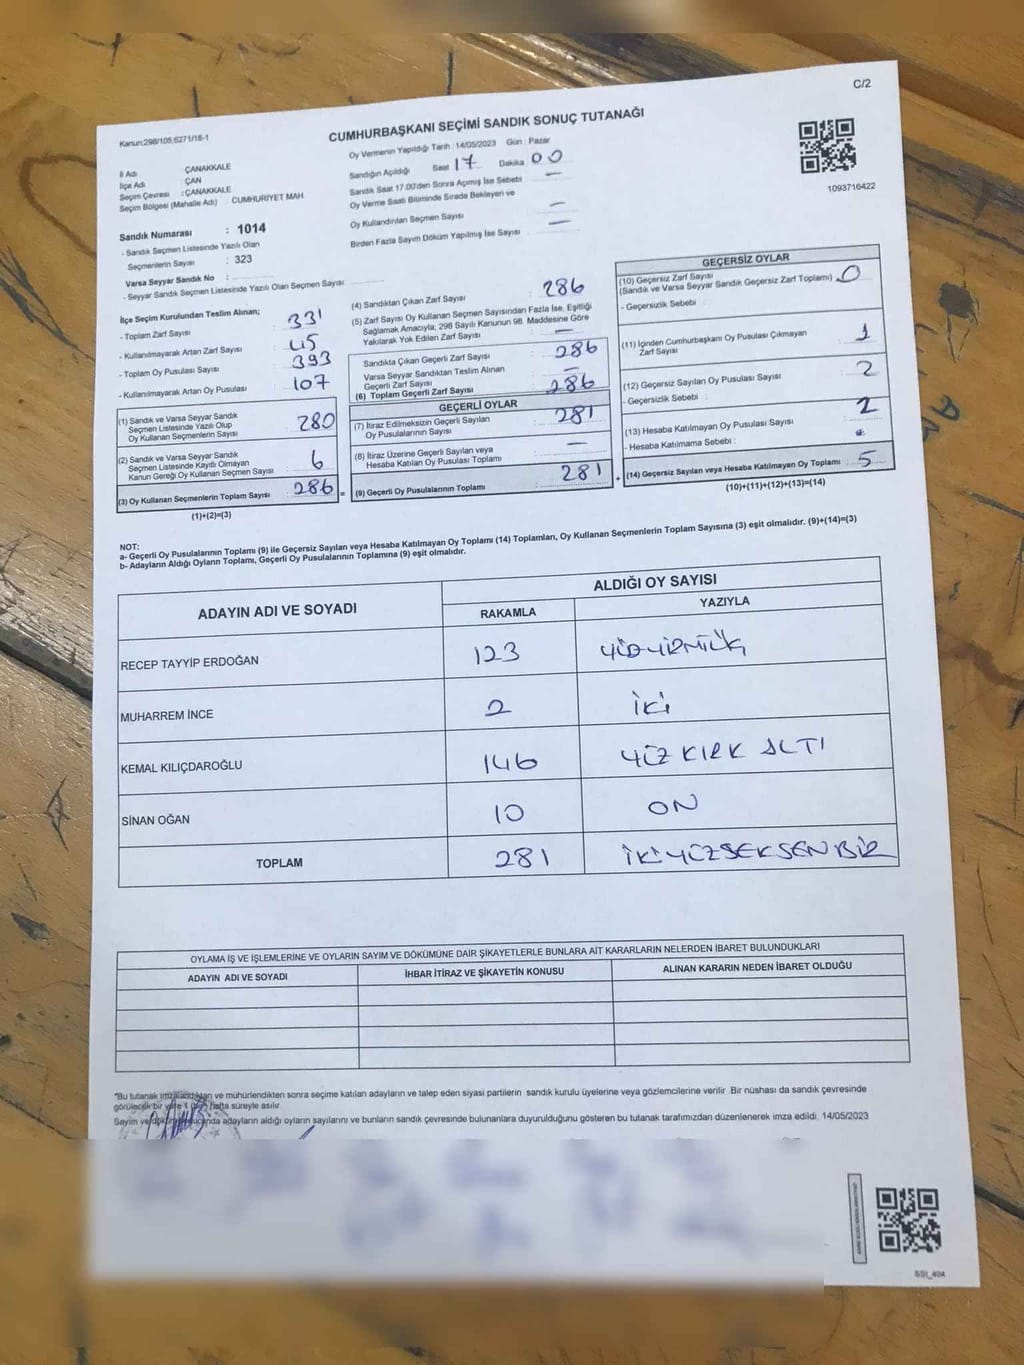 C/2
Kanun:298/105;6271/16-1
CUMHURBAŞKANI SEÇİMİ SANDIK SONUÇ TUTANAĞI
Oy Vermenin Yapıldığı Tarih : 14/05/2023 Gün : Pazar
Sandığın Açıldığı Saat 17 Dakika 00
Sandık Saat 17.00'den Sonra Açılmış İse Sebebi —
Oy Verme Saati Bitiminde Sırada Bekleyen ve
Oy Kullandırılan Seçmen Sayısı —
Birden Fazla Sayım Döküm Yapılmış İse Sayısı —
1093716422
İl Adı : ÇANAKKALE
İlçe Adı : ÇAN
Seçim Çevresi : ÇANAKKALE
Seçim Bölgesi (Mahalle Adı) : CUMHURİYET MAH
Sandık Numarası : 1014
- Sandık Seçmen Listesinde Yazılı Olan
Seçmenlerin Sayısı : 323
Varsa Seyyar Sandık No :
- Seyyar Sandık Seçmen Listesinde Yazılı Olan Seçmen Sayısı :
İlçe Seçim Kurulundan Teslim Alınan;
- Toplam Zarf Sayısı : 331
- Kullanılmayarak Artan Zarf Sayısı : 45
- Toplam Oy Pusulası Sayısı : 393
- Kullanılmayarak Artan Oy Pusulası : 107
(1) Sandık ve Varsa Seyyar Sandık
Seçmen Listesinde Yazılı Olup
Oy Kullanan Seçmenlerin Sayısı : 280
(2) Sandık ve Varsa Seyyar Sandık
Seçmen Listesinde Kayıtlı Olmayan
Kanun Gereği Oy Kullanan Seçmen Sayısı : 6
(3) Oy Kullanan Seçmenlerin Toplam Sayısı : 286 =
(1)+(2)=(3)
(4) Sandıktan Çıkan Zarf Sayısı : 286
(5) Zarf Sayısı Oy Kullanan Seçmen Sayısından Fazla İse, Eşitliği
Sağlamak Amacıyla, 298 Sayılı Kanunun 98. Maddesine Göre
Yakılarak Yok Edilen Zarf Sayısı : —
Sandıkta Çıkan Geçerli Zarf Sayısı : 286
Varsa Seyyar Sandıktan Teslim Alınan
Geçerli Zarf Sayısı : —
(6) Toplam Geçerli Zarf Sayısı : 286
GEÇERLİ OYLAR
(7) İtiraz Edilmeksizin Geçerli Sayılan
Oy Pusulalarının Sayısı : 281
(8) İtiraz Üzerine Geçerli Sayılan veya
Hesaba Katılan Oy Pusulası Toplamı : —
(9) Geçerli Oy Pusulalarının Toplamı : 281 +
GEÇERSİZ OYLAR
(10) Geçersiz Zarf Sayısı
(Sandık ve Varsa Seyyar Sandık Geçersiz Zarf Toplamı) : 0
- Geçersizlik Sebebi :
(11) İçinden Cumhurbaşkanı Oy Pusulası Çıkmayan
Zarf Sayısı : 1
(12) Geçersiz Sayılan Oy Pusulası Sayısı : 2
- Geçersizlik Sebebi :
(13) Hesaba Katılmayan Oy Pusulası Sayısı : 2
- Hesaba Katılmama Sebebi :
(14) Geçersiz Sayılan veya Hesaba Katılmayan Oy Toplamı : 5
(10)+(11)+(12)+(13)=(14)
NOT:
a- Geçerli Oy Pusulalarının Toplamı (9) ile Geçersiz Sayılan veya Hesaba Katılmayan Oy Toplamı (14) Toplamları, Oy Kullanan Seçmenlerin Toplam Sayısına (3) eşit olmalıdır. (9)+(14)=(3)
b- Adayların Aldığı Oyların Toplamı, Geçerli Oy Pusulalarının Toplamına (9) eşit olmalıdır.
ADAYIN ADI VE SOYADI
ALDIĞI OY SAYISI
RAKAMLA YAZIYLA
RECEP TAYYİP ERDOĞAN 123
MUHARREM İNCE 2 İKİ
KEMAL KILIÇDAROĞLU 146 YÜZ KIRK ALTI
SİNAN OĞAN 10 ON
TOPLAM 281 İKİYÜZSEKSENBİR
OYLAMA İŞ VE İŞLEMLERİNE VE OYLARIN SAYIM VE DÖKÜMÜNE DAİR ŞİKAYETLERLE BUNLARA AİT KARARLARIN NELERDEN İBARET BULUNDUKLARI
ADAYIN ADI VE SOYADI İHBAR İTİRAZ VE ŞİKAYETİN KONUSU ALINAN KARARIN NEDEN İBARET OLDUĞU
"Bu tutanak imzalandıktan ve mühürlendikten sonra seçime katılan adayların ve talep eden siyasi partilerin sandık kurulu üyelerine veya gözlemcilerine verilir. Bir nüshası da sandık çevresinde
görülecek bir yere 1 hafta süreyle asılır.
Sayım ve adayların aldığı oyların sayılarını ve bunların sandık çevresinde bulunanlara duyurulduğunu gösteren bu tutanak tarafımızdan düzenlenerek imza edildi. 14/05/2023
SSI_404